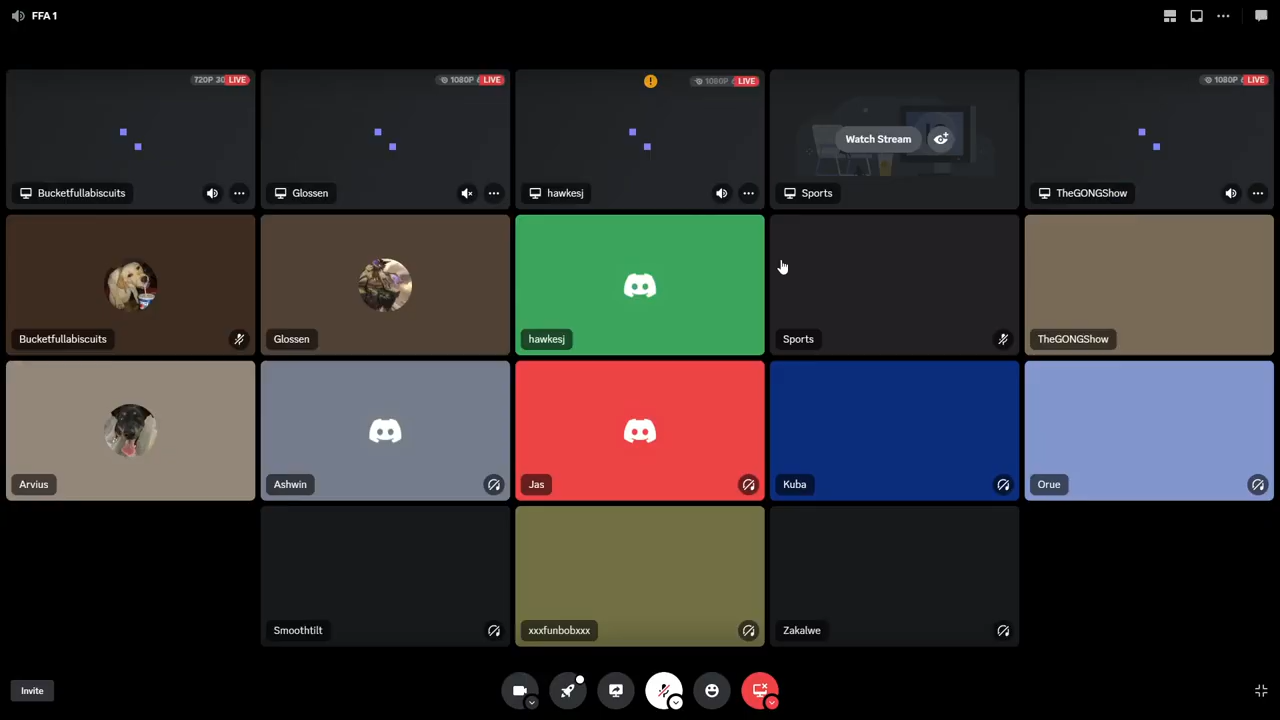 FFA 1
720P 30 LIVE
1080P LIVE
1080P LIVE
1080P LIVE
Watch Stream
Bucketfullabiscuits
Glossen
hawkesj
Sports
TheGONGShow
Bucketfullabiscuits
Glossen
hawkesj
Sports
TheGONGShow
Arvius
Ashwin
Jas
Kuba
Orue
Smoothtilt
xxxfunbobxxx
Zakalwe
Invite